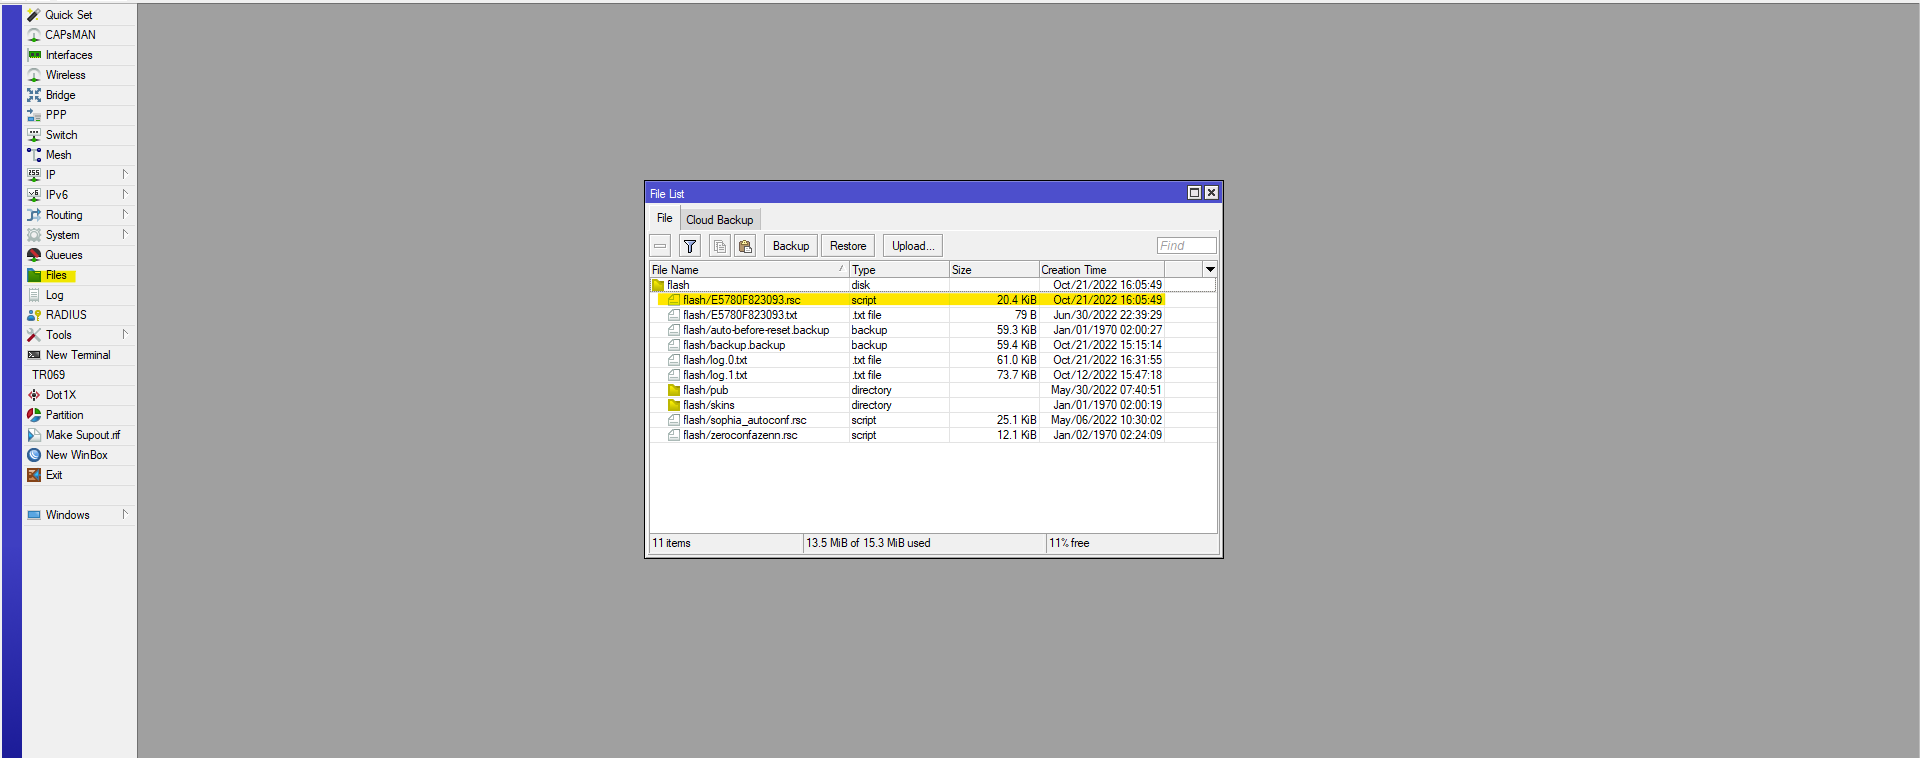 Quick Set
CAPsMAN
Interfaces
Wireless
Bridge
PPP
Switch
Mesh
IP
IPv6
Routing
System
Queues
Files
Log
RADIUS
Tools
New Terminal
TR069
Dot1X
Partition
Make Supout.rif
New WinBox
Exit
Windows
File List
File Cloud Backup
Backup Restore Upload... Find
File Name Type Size Creation Time
flash disk Oct/21/2022 16:05:49
flash/E5780F823093.rsc script 20.4 KiB Oct/21/2022 16:05:49
flash/E5780F823093.txt .txt file 79 B Jun/30/2022 22:39:29
flash/auto-before-reset.backup backup 59.3 KiB Jan/01/1970 02:00:27
flash/backup.backup backup 59.4 KiB Oct/21/2022 15:15:14
flash/log.0.txt .txt file 61.0 KiB Oct/21/2022 16:31:55
flash/log.1.txt .txt file 73.7 KiB Oct/12/2022 15:47:18
flash/pub directory May/30/2022 07:40:51
flash/skins directory Jan/01/1970 02:00:19
flash/sophia_autoconf.rsc script 25.1 KiB May/06/2022 10:30:02
flash/zeroconfazenn.rsc script 12.1 KiB Jan/02/1970 02:24:09
11 items 13.5 MiB of 15.3 MiB used 11% free